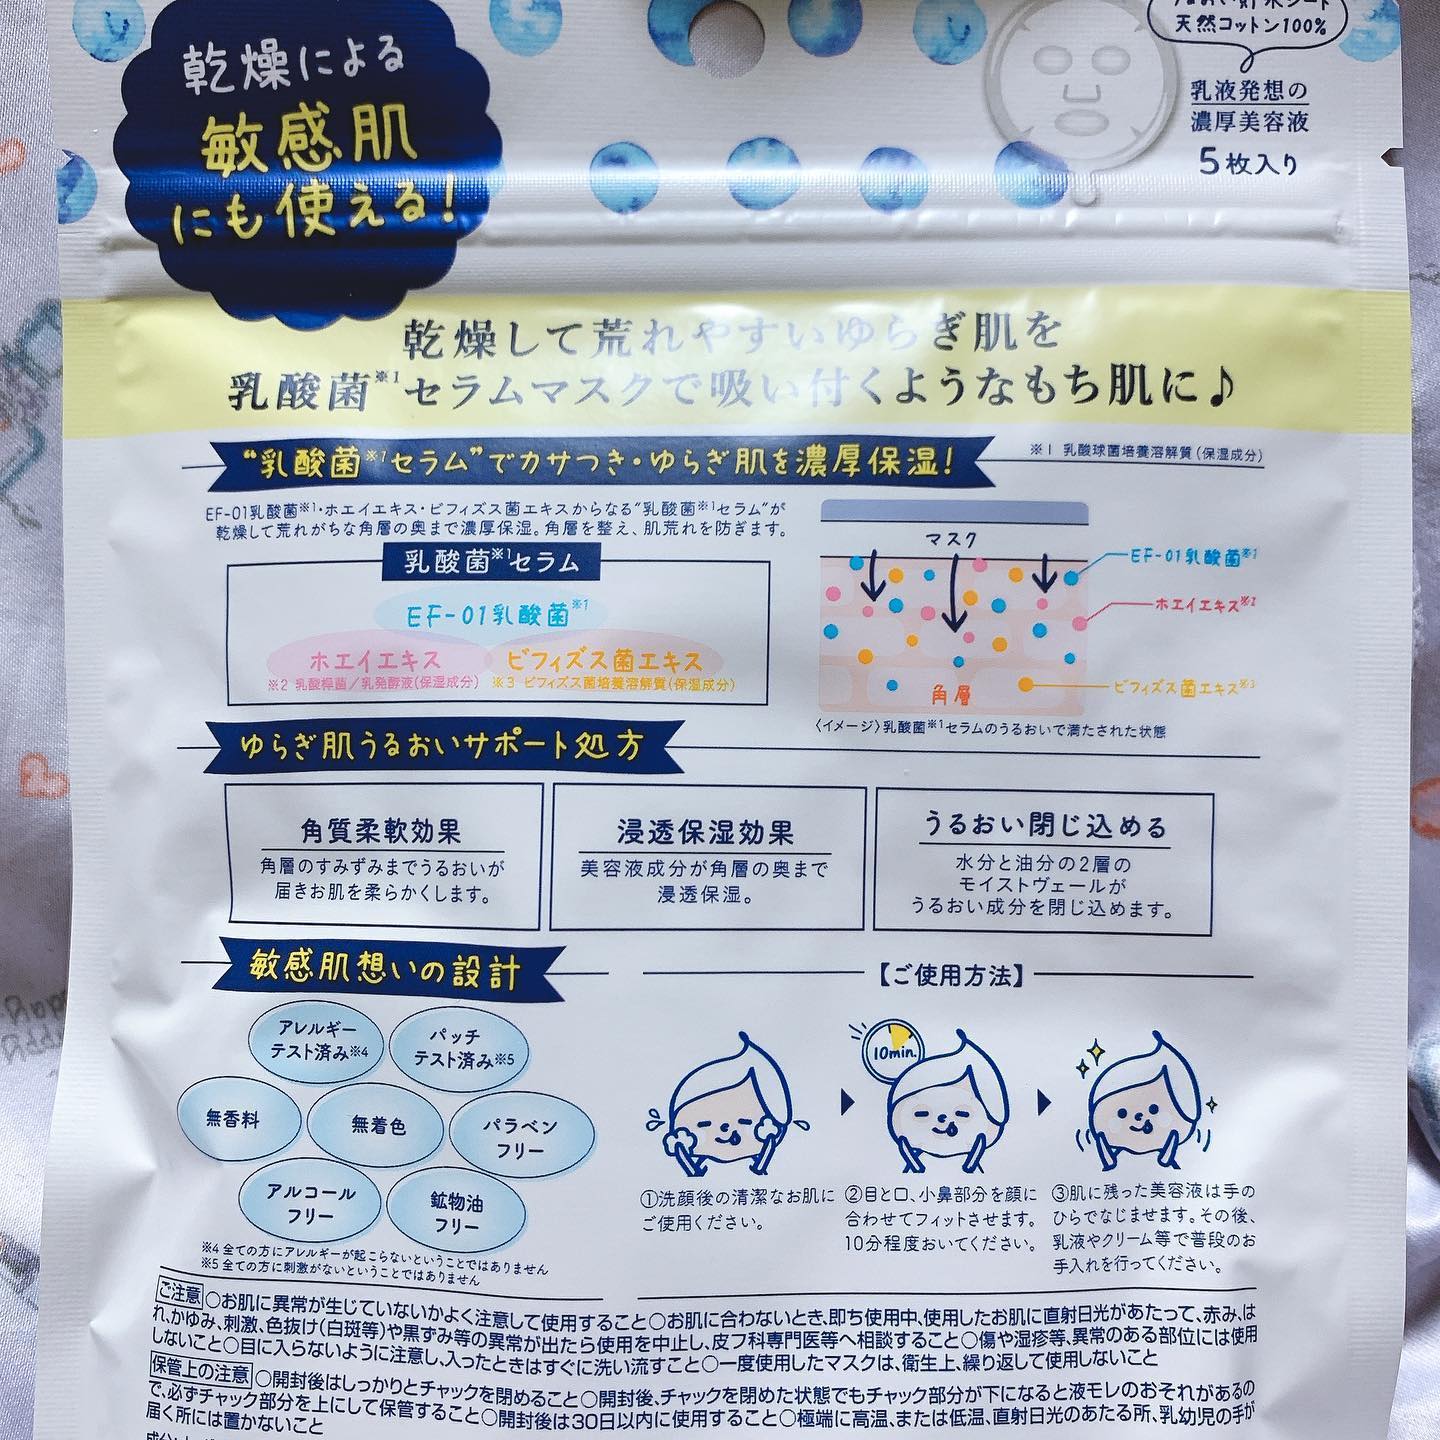 乾燥による
敏感肌
にも使える!
天然コットン100%
乳液発想の
濃厚美容液
5枚入り
乾燥して荒れやすいゆらぎ肌を
乳酸菌※1セラムマスクで吸い付くようなもち肌に♪
“乳酸菌※1セラム”でカサつき・ゆらぎ肌を濃厚保湿!
※1 乳酸球菌培養溶解質(保湿成分)
EF-01乳酸菌※1・ホエイエキス・ビフィズス菌エキスからなる“乳酸菌※1セラム”が
乾燥して荒れがちな角層の奥まで濃厚保湿。角層を整え、肌荒れを防ぎます。
乳酸菌※1セラム
EF-01乳酸菌※1
ホエイエキス
ビフィズス菌エキス
※2 乳酸桿菌/乳発酵液(保湿成分)
※3 ビフィズス菌培養溶解質(保湿成分)
マスク
EF-01乳酸菌※1
ホエイエキス※2
ビフィズス菌エキス※3
角層
〈イメージ〉乳酸菌※1セラムのうるおいで満たされた状態
ゆらぎ肌うるおいサポート処方
角質柔軟効果
角層のすみずみまでうるおいが
届きお肌を柔らかくします。
浸透保湿効果
美容液成分が角層の奥まで
浸透保湿。
うるおい閉じ込める
水分と油分の2層の
モイストヴェールが
うるおい成分を閉じ込めます。
敏感肌想いの設計
アレルギー
テスト済み※4
パッチ
テスト済み※5
無香料
無着色
パラベン
フリー
アルコール
フリー
鉱物油
フリー
※4 全ての方にアレルギーが起こらないということではありません
※5 全ての方に刺激がないということではありません
【ご使用方法】
10min.
①洗顔後の清潔なお肌に
ご使用ください。
②目と口、小鼻部分を顔に
合わせてフィットさせます。
10分程度おいてください。
③肌に残った美容液は手の
ひらでなじませます。その後、
乳液やクリーム等で普段のお
手入れを行ってください。
ご注意 ○お肌に異常が生じていないかよく注意して使用すること○お肌に合わないとき、即ち使用中、使用したお肌に直射日光があたって、赤み、は
れ、かゆみ、刺激、色抜け(白斑等)や黒ずみ等の異常が出たら使用を中止し、皮フ科専門医等へ相談すること○傷や湿疹等、異常のある部位には使用
しないこと○目に入らないように注意し、入ったときはすぐに洗い流すこと○一度使用したマスクは、衛生上、繰り返して使用しないこと
保管上の注意 ○開封後はしっかりとチャックを閉めること○開封後、チャックを閉めた状態でもチャック部分が下になると液モレのおそれがあるの
で、必ずチャック部分を上にして保管すること○開封後は30日以内に使用すること○極端に高温、または低温、直射日光のあたる所、乳幼児の手が
届く所には置かないこと